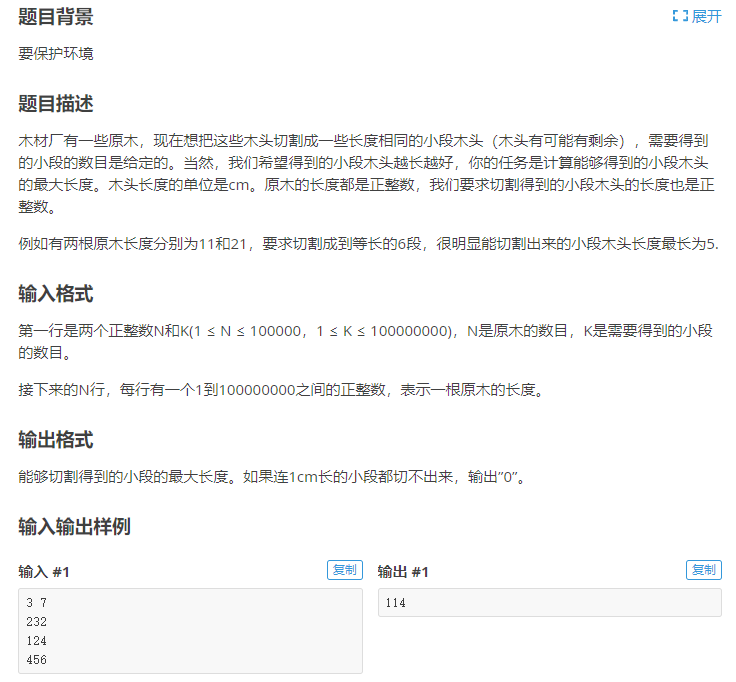 题目背景
展开
要保护环境
题目描述
木材厂有一些原木，现在想把这些木头切割成一些长度相同的小段木头（木头有可能有剩余），需要得到
的小段的数目是给定的。当然，我们希望得到的小段木头越长越好，你的任务是计算能够得到的小段木头
的最大长度。木头长度的单位是cm。原木的长度都是正整数，我们要求切割得到的小段木头的长度也是正
整数。
例如有两根原木长度分别为11和21，要求切割成到等长的6段，很明显能切割出来的小段木头长度最长为5.
输入格式
第一行是两个正整数N和K(1 ≤ N ≤ 100000，1 ≤ K ≤ 100000000)，N是原木的数目，K是需要得到的小段
的数目。
接下来的N行，每行有一个1到100000000之间的正整数，表示一根原木的长度。
输出格式
能够切割得到的小段的最大长度。如果连1cm长的小段都切不出来，输出”0”。
输入输出样例
输入 #1
复制
3 7
232
124
456
输出 #1
复制
114